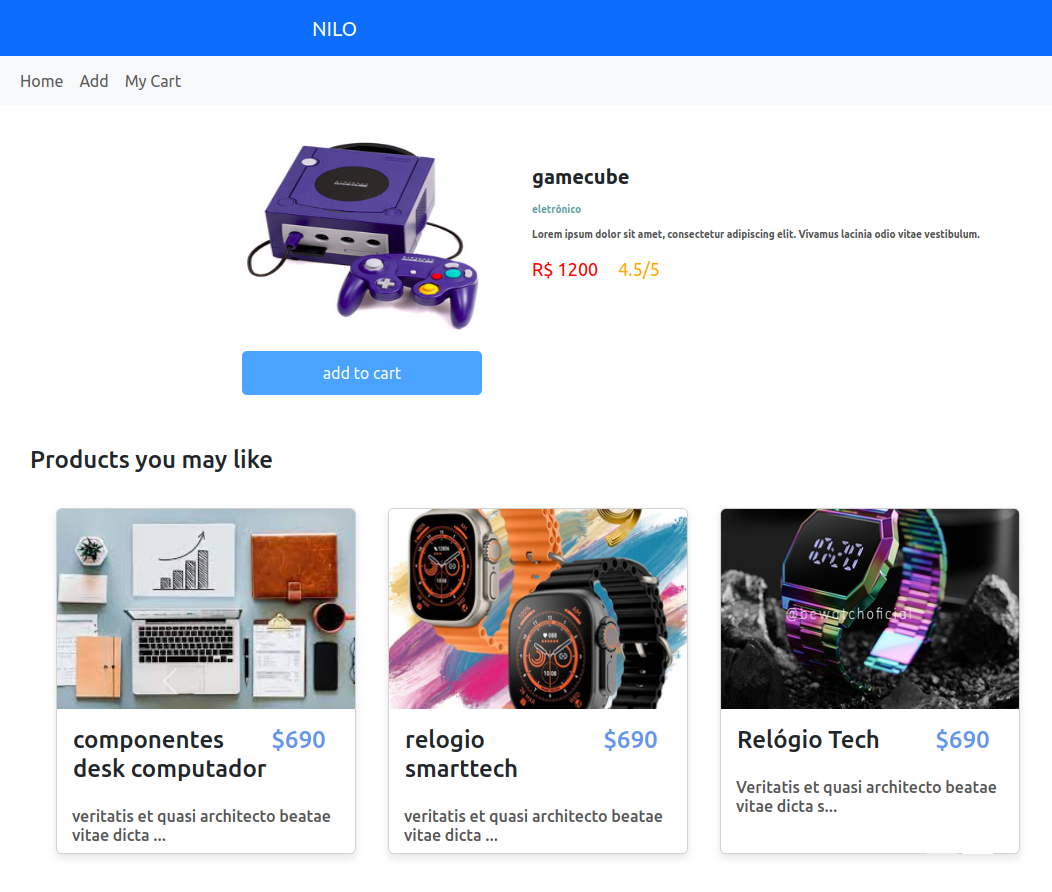 NILO
Home Add My Cart
gamecube
eletrônico
Lorem ipsum dolor sit amet, consectetur adipiscing elit. Vivamus lacinia odio vitae vestibulum.
R$ 1200 4.5/5
add to cart
Products you may like
02:20
@bewatchoficial
componentes
desk computador
$690
veritatis et quasi architecto beatae
vitae dicta ...
relogio
smarttech
$690
veritatis et quasi architecto beatae
vitae dicta ...
Relógio Tech
$690
Veritatis et quasi architecto beatae
vitae dicta s...